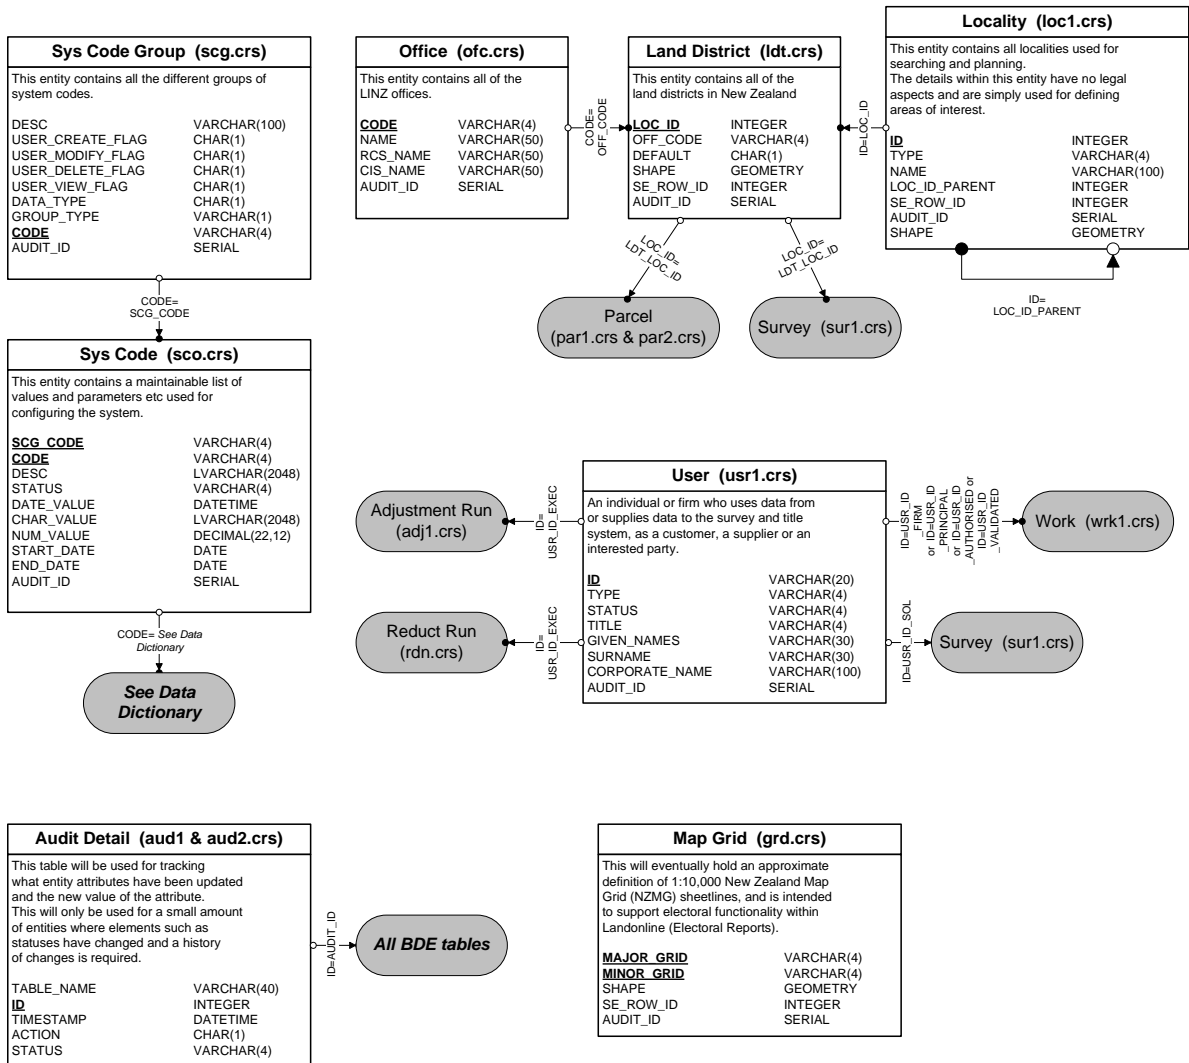 Sys Code Group (scg.crs)
This entity contains all the different groups of
system codes.
DESC VARCHAR(100)
USER_CREATE_FLAG CHAR(1)
USER_MODIFY_FLAG CHAR(1)
USER_DELETE_FLAG CHAR(1)
USER_VIEW_FLAG CHAR(1)
DATA_TYPE CHAR(1)
GROUP_TYPE VARCHAR(1)
CODE VARCHAR(4)
AUDIT_ID SERIAL
CODE=
SCG_CODE
Sys Code (sco.crs)
This entity contains a maintainable list of
values and parameters etc used for
configuring the system.
SCG_CODE VARCHAR(4)
CODE VARCHAR(4)
DESC LVARCHAR(2048)
STATUS VARCHAR(4)
DATE_VALUE DATETIME
CHAR_VALUE LVARCHAR(2048)
NUM_VALUE DECIMAL(22,12)
START_DATE DATE
END_DATE DATE
AUDIT_ID SERIAL
CODE= See Data
Dictionary
See Data
Dictionary
Office (ofc.crs)
This entity contains all of the
LINZ offices.
CODE VARCHAR(4)
NAME VARCHAR(50)
RCS_NAME VARCHAR(50)
CIS_NAME VARCHAR(50)
AUDIT_ID SERIAL
CODE=
OFF_CODE
Land District (ldt.crs)
This entity contains all of the
land districts in New Zealand
LOC_ID INTEGER
OFF_CODE VARCHAR(4)
DEFAULT CHAR(1)
SHAPE GEOMETRY
SE_ROW_ID INTEGER
AUDIT_ID SERIAL
ID=LOC_ID
Locality (loc1.crs)
This entity contains all localities used for
searching and planning.
The details within this entity have no legal
aspects and are simply used for defining
areas of interest.
ID INTEGER
TYPE VARCHAR(4)
NAME VARCHAR(100)
LOC_ID_PARENT INTEGER
SE_ROW_ID INTEGER
AUDIT_ID SERIAL
SHAPE GEOMETRY
ID=
LOC_ID_PARENT
LOC_ID=
LDT_LOC_ID
LOC_ID=
LDT_LOC_ID
Parcel
(par1.crs & par2.crs)
Survey (sur1.crs)
User (usr1.crs)
An individual or firm who uses data from
or supplies data to the survey and title
system, as a customer, a supplier or an
interested party.
ID VARCHAR(20)
TYPE VARCHAR(4)
STATUS VARCHAR(4)
TITLE VARCHAR(4)
GIVEN_NAMES VARCHAR(30)
SURNAME VARCHAR(30)
CORPORATE_NAME VARCHAR(100)
AUDIT_ID SERIAL
Adjustment Run
(adj1.crs)
ID=
USR_ID_EXEC
Reduct Run
(rdn.crs)
ID=
USR_ID_EXEC
ID=USR_ID
_FIRM
or ID=USR_ID
_PRINCIPAL
or ID=USR_ID
_AUTHORISED or
ID=USR_ID
_VALIDATED
Work (wrk1.crs)
ID=USR_ID_SOL
Survey (sur1.crs)
Audit Detail (aud1 & aud2.crs)
This table will be used for tracking
what entity attributes have been updated
and the new value of the attribute.
This will only be used for a small amount
of entities where elements such as
statuses have changed and a history
of changes is required.
TABLE_NAME VARCHAR(40)
ID INTEGER
TIMESTAMP DATETIME
ACTION CHAR(1)
STATUS VARCHAR(4)
ID=AUDIT_ID
All BDE tables
Map Grid (grd.crs)
This will eventually hold an approximate
definition of 1:10,000 New Zealand Map
Grid (NZMG) sheetlines, and is intended
to support electoral functionality within
Landonline (Electoral Reports).
MAJOR_GRID VARCHAR(4)
MINOR_GRID VARCHAR(4)
SHAPE GEOMETRY
SE_ROW_ID INTEGER
AUDIT_ID SERIAL